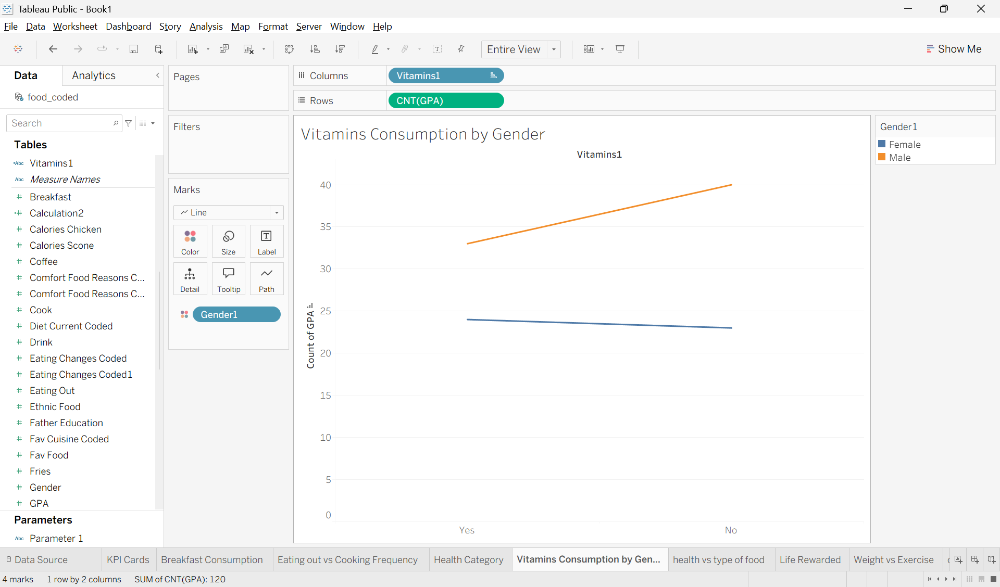 Tableau Public - Book1
File Data Worksheet Dashboard Story Analysis Map Format Server Window Help
Entire View
Show Me
Data
Analytics
food_coded
Search
Tables
=Abc Vitamins1
Abc Measure Names
# Breakfast
=# Calculation2
# Calories Chicken
# Calories Scone
# Coffee
# Comfort Food Reasons C...
# Comfort Food Reasons C...
# Cook
# Diet Current Coded
# Drink
# Eating Changes Coded
# Eating Changes Coded1
# Eating Out
# Ethnic Food
# Father Education
# Fav Cuisine Coded
# Fav Food
# Fries
# Gender
# GPA
Parameters
Abc Parameter 1
Pages
Filters
Marks
Line
Color Size Label
Detail Tooltip Path
Gender1
Columns Vitamins1
Rows CNT(GPA)
Vitamins Consumption by Gender
Vitamins1
40
35
30
25
20
15
10
5
0
Count of GPA
Yes No
Gender1
Female
Male
Data Source KPI Cards Breakfast Consumption Eating out vs Cooking Frequency Health Category Vitamins Consumption by Gen... health vs type of food Life Rewarded Weight vs Exercise
4 marks 1 row by 2 columns SUM of CNT(GPA): 120